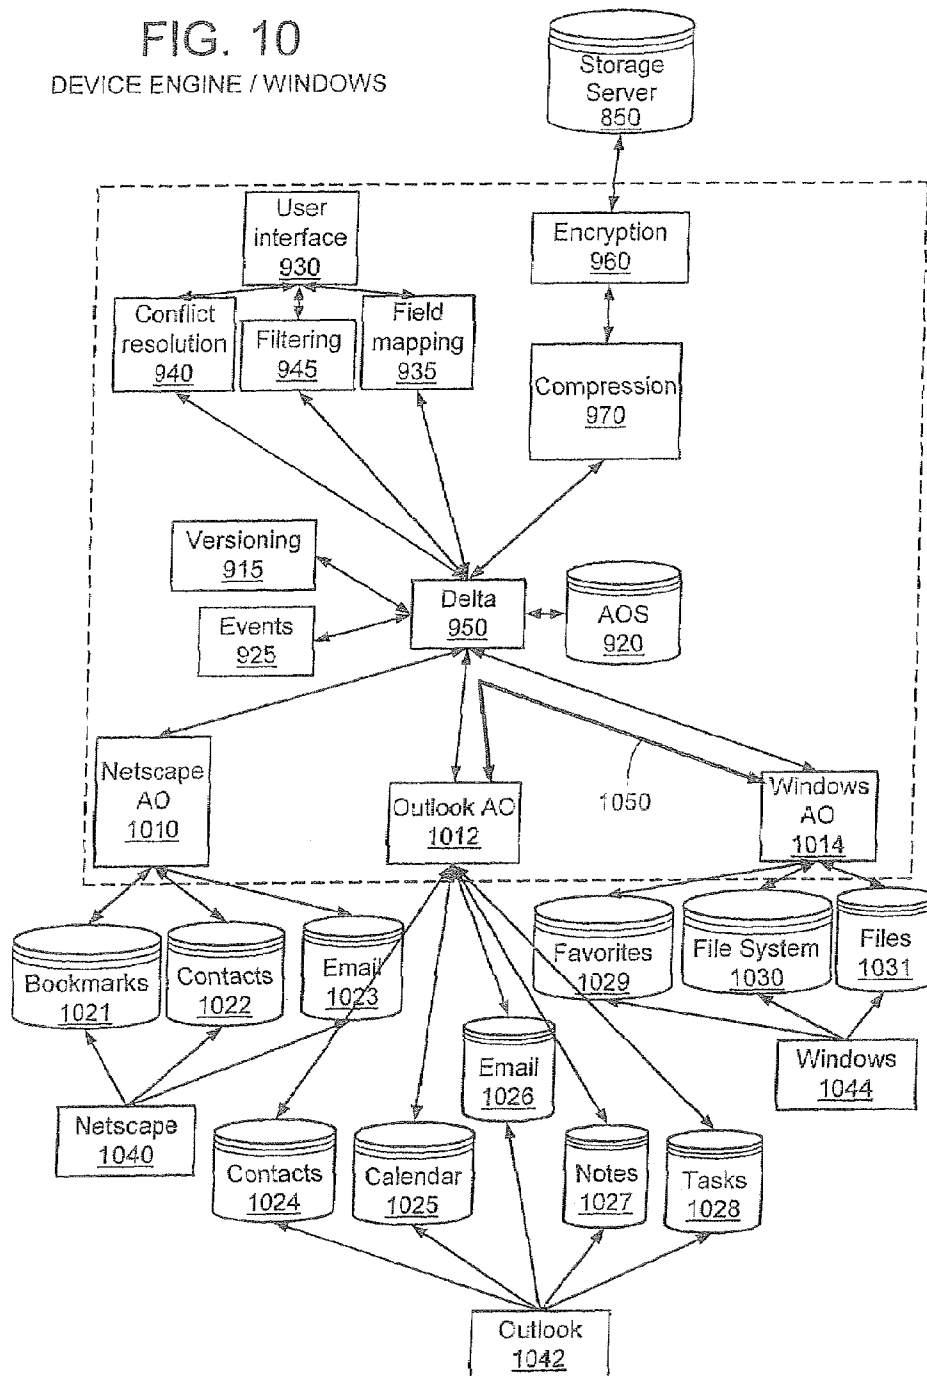 FIG. 10
DEVICE ENGINE / WINDOWS
Storage
Server
850
User
interface
930
Encryption
960
Conflict
resolution
940
Filtering
945
Field
mapping
935
Compression
970
Versioning
915
Events
925
Delta
950
AOS
920
Netscape
AO
1010
Outlook AO
1012
1050
Windows
AO
1014
Bookmarks
1021
Contacts
1022
Email
1023
Favorites
1029
File System
1030
Files
1031
Netscape
1040
Email
1026
Windows
1044
Contacts
1024
Calendar
1025
Notes
1027
Tasks
1028
Outlook
1042